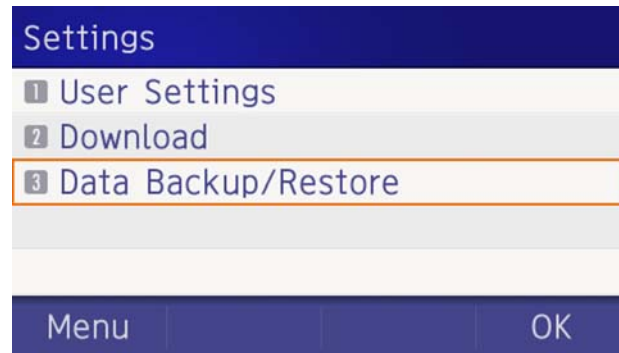 Settings
1 User Settings
2 Download
3 Data Backup/Restore
Menu OK